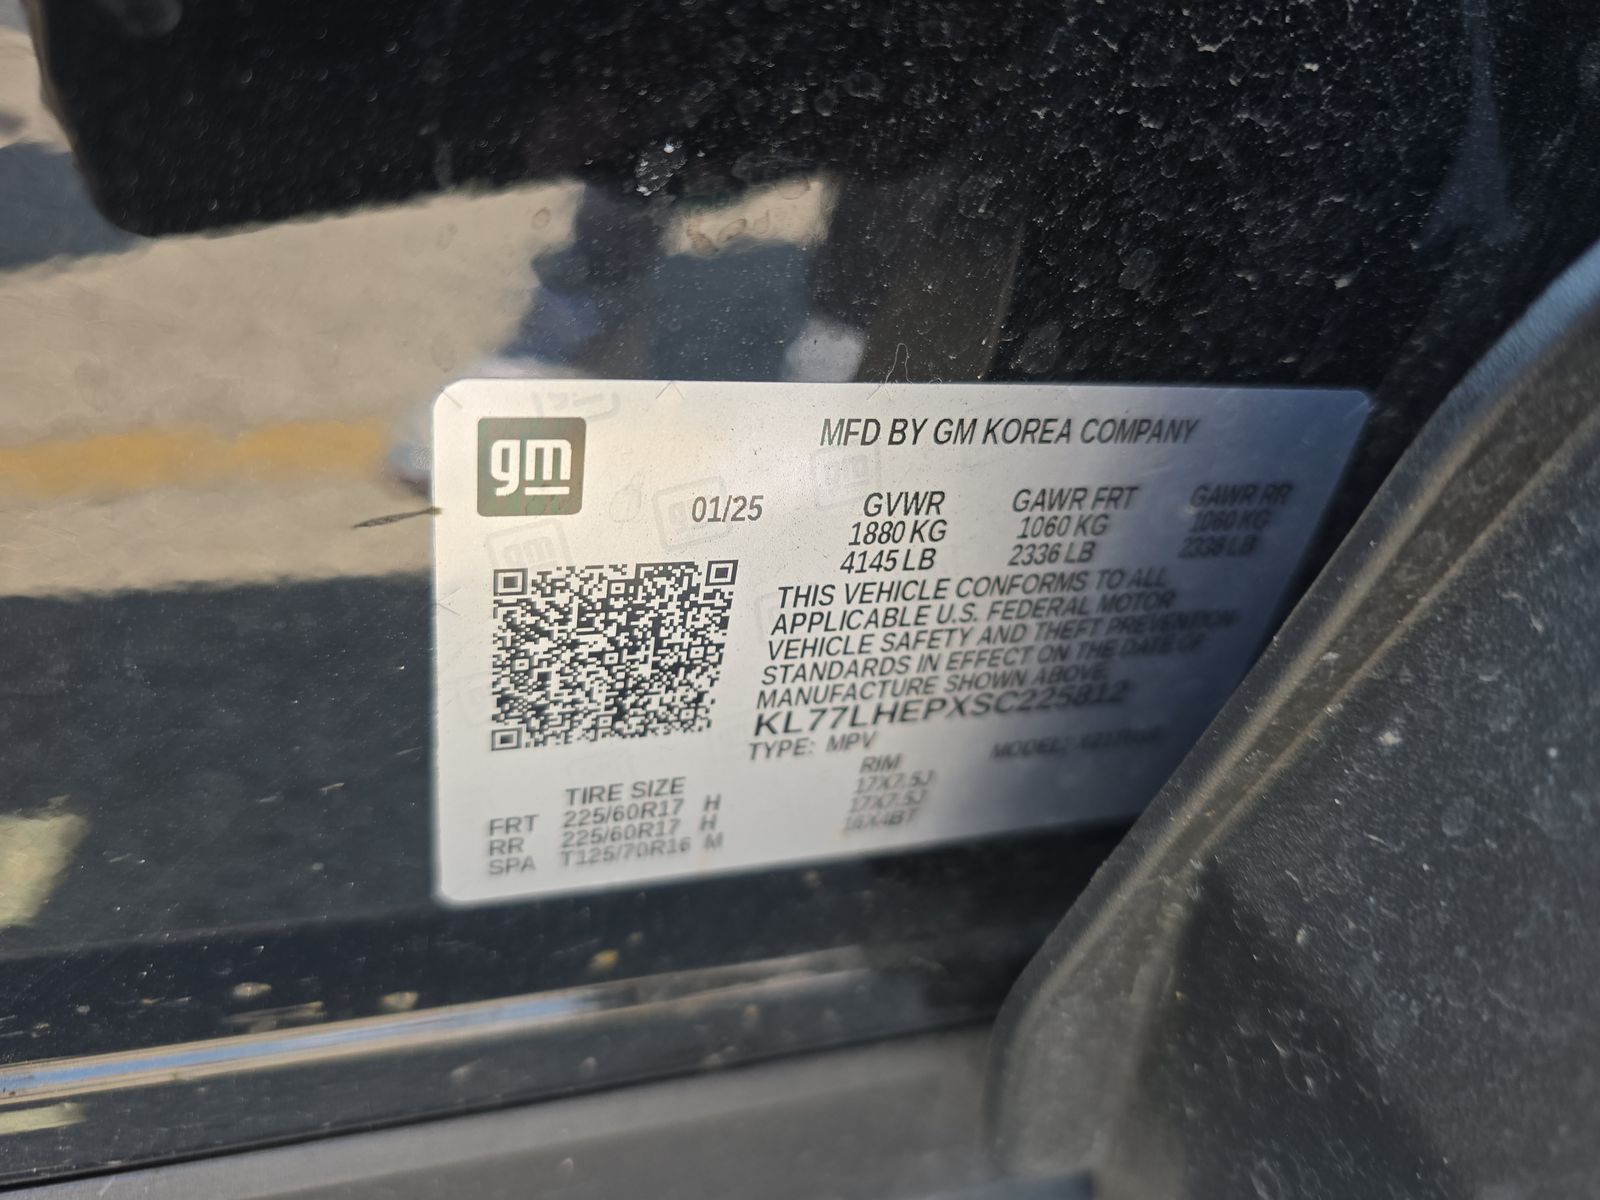 gm
MFD BY GM KOREA COMPANY
01/25 GVWR GAWR FRT GAWR RR
1880 KG 1060 KG 1060 KG
4145 LB 2336 LB 2336 LB
THIS VEHICLE CONFORMS TO ALL
APPLICABLE U.S. FEDERAL MOTOR
VEHICLE SAFETY AND THEFT PREVENTION
STANDARDS IN EFFECT ON THE DATE OF
MANUFACTURE SHOWN ABOVE
KL77LHEPXSC225812
TYPE: MPV MODEL:
TIRE SIZE RIM
FRT 225/60R17 H 17X7.5J
RR 225/60R17 H 17X7.5J
SPA T125/70R16 M 16X4BT